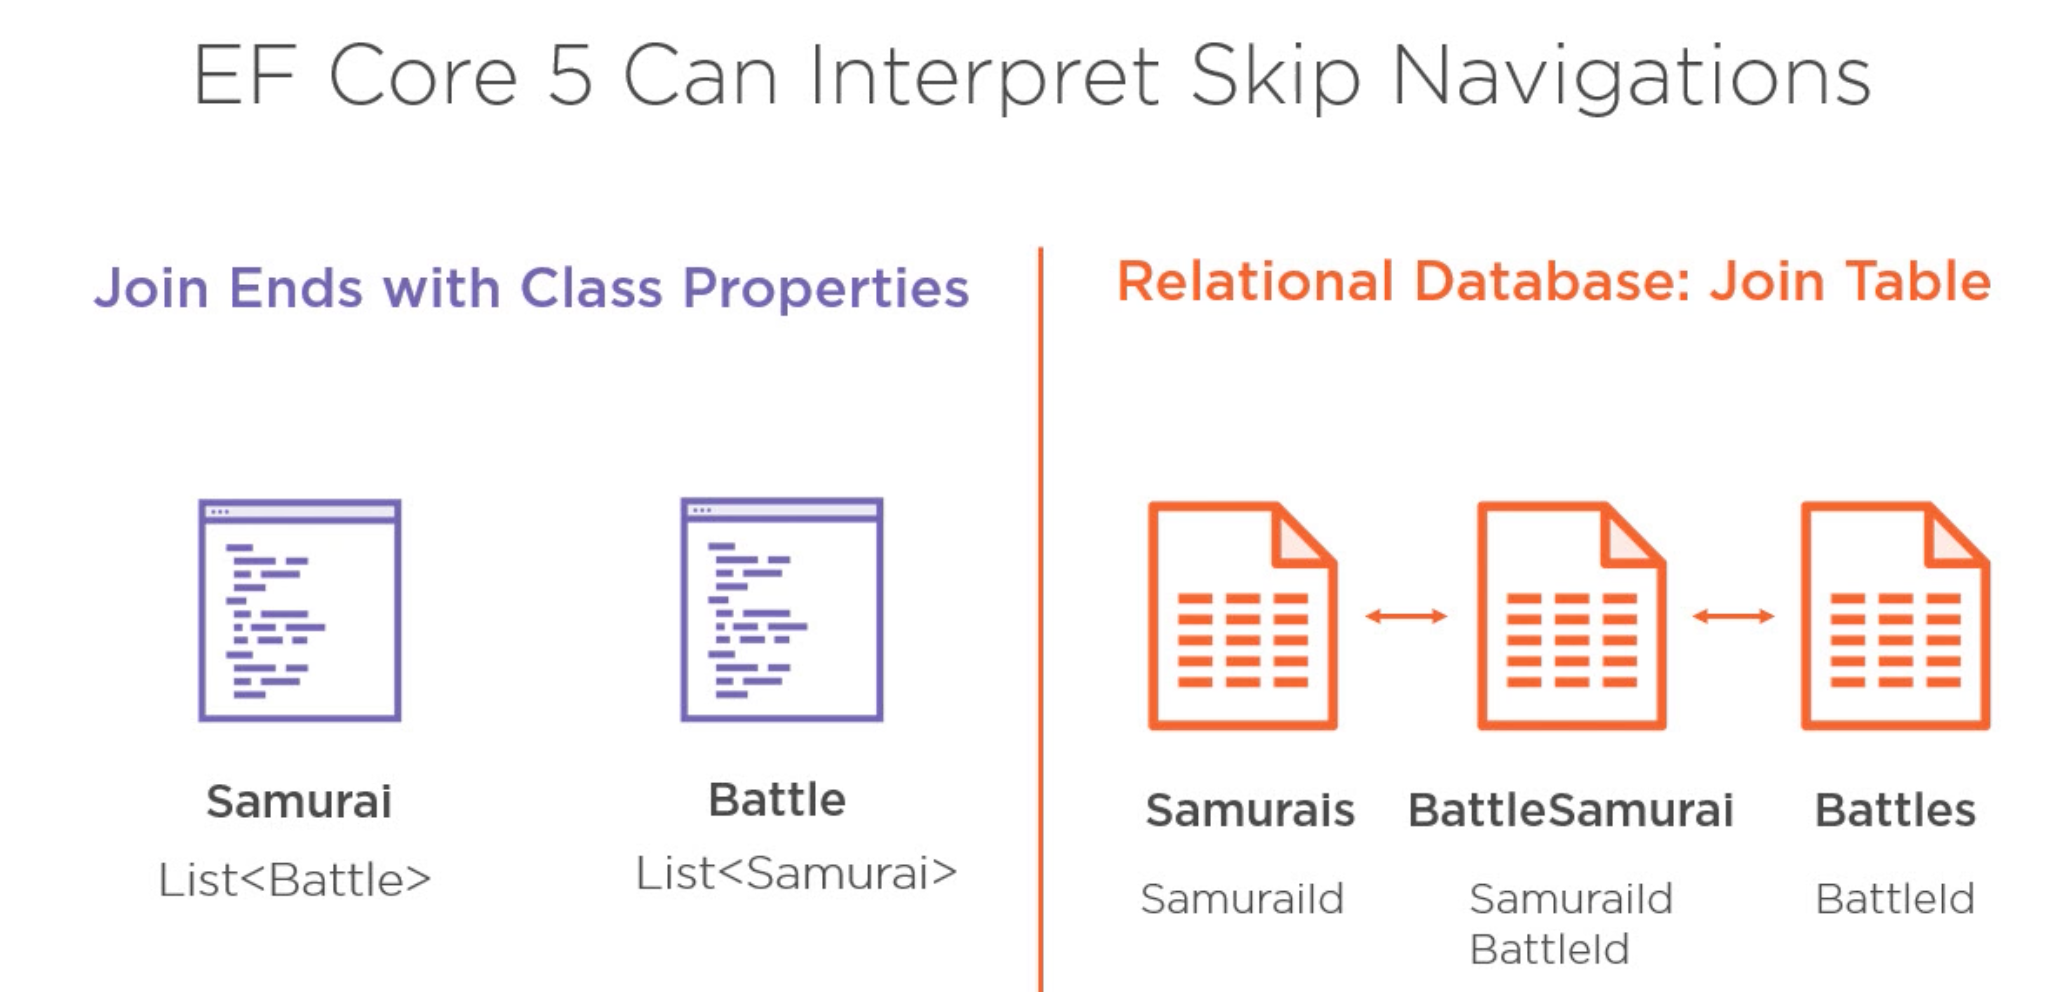 EF Core 5 Can Interpret Skip Navigations
Join Ends with Class Properties
Samurai
List<Battle>
Battle
List<Samurai>
Relational Database: Join Table
Samurais
SamuraiId
BattleSamurai
SamuraiId
BattleId
Battles
BattleId